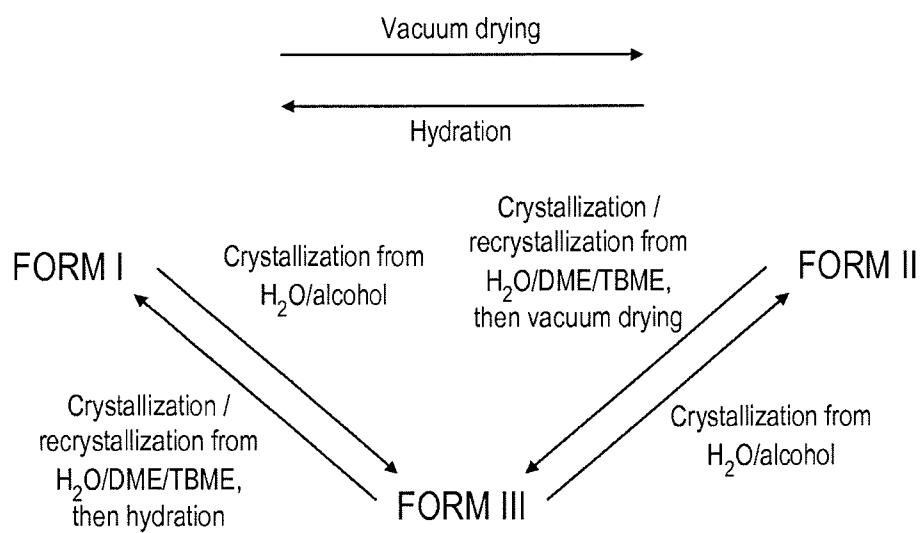 Vacuum drying
Hydration
Crystallization /
recrystallization from
H₂O/DME/TBME,
then vacuum drying
FORM I
Crystallization from
H₂O/alcohol
FORM II
Crystallization /
recrystallization from
H₂O/DME/TBME,
then hydration
Crystallization from
H₂O/alcohol
FORM III